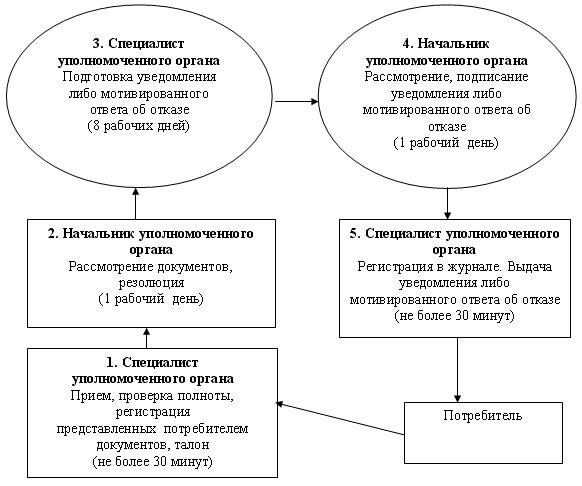 3. Специалист
уполномоченного органа
Подготовка уведомления
либо мотивированного
ответа об отказе
(8 рабочих дней)
4. Начальник
уполномоченного органа
Рассмотрение, подписание
уведомления либо
мотивированного ответа об
отказе
(1 рабочий день)
2. Начальник уполномоченного
органа
Рассмотрение документов,
резолюция
(1 рабочий день)
5. Специалист уполномоченного
органа
Регистрация в журнале. Выдача
уведомления либо
мотивированного ответа об отказе
(не более 30 минут)
1. Специалист
уполномоченного органа
Прием, проверка полноты,
регистрация
представленных потребителем
документов, талон
(не более 30 минут)
Потребитель